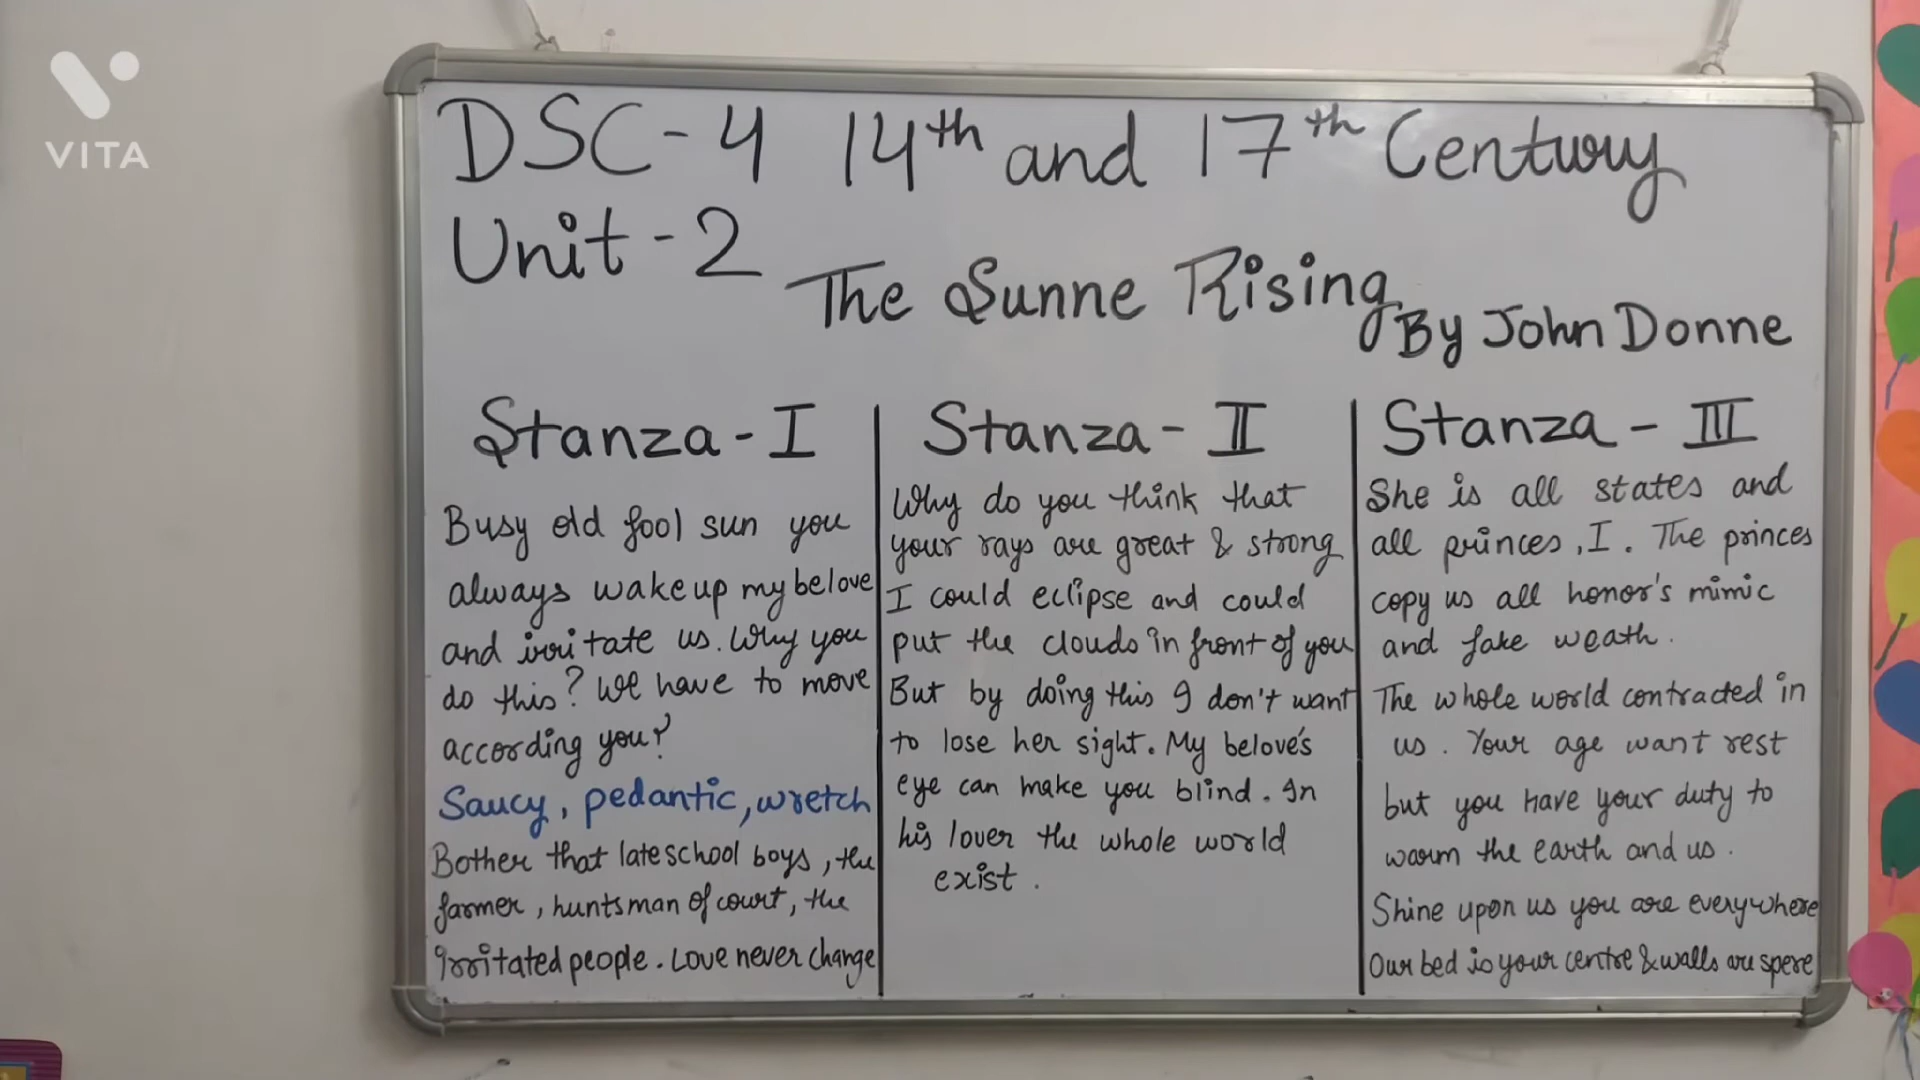 VITA
DSC-4 14th and 17th Century
Unit-2
The Sunne Rising
By John Donne
Stanza-I
Busy old fool sun you
always wake up my belove
and irritate us. Why you
do this? We have to move
according you?
Saucy, pedantic, wretch
Bother that late school boys, the
farmer, huntsman of court, the
irritated people. Love never change
Stanza-II
Why do you think that
your rays are great & strong
I could eclipse and could
put the clouds in front of you
But by doing this I don't want
to lose her sight. My belove's
eye can make you blind. In
his lover the whole world
exist.
Stanza-III
She is all states and
all princes, I. The princes
copy us all honor's mimic
and fake weath.
The whole world contracted in
us. Your age want rest
but you have your duty to
warm the earth and us.
Shine upon us you are everywhere
Our bed is your centre & walls are spere